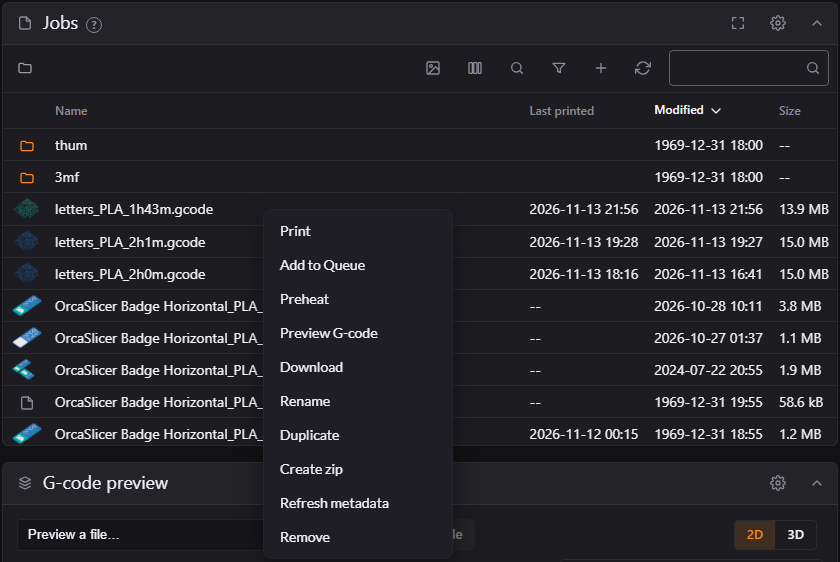 Jobs ?
Name Last printed Modified Size
thum 1969-12-31 18:00 --
3mf 1969-12-31 18:00 --
letters_PLA_1h43m.gcode 2026-11-13 21:56 2026-11-13 21:56 13.9 MB
letters_PLA_2h1m.gcode 2026-11-13 19:28 2026-11-13 19:27 15.0 MB
letters_PLA_2h0m.gcode 2026-11-13 18:16 2026-11-13 16:41 15.0 MB
OrcaSlicer Badge Horizontal_PLA_ -- 2026-10-28 10:11 3.8 MB
OrcaSlicer Badge Horizontal_PLA_ -- 2026-10-27 01:37 1.1 MB
OrcaSlicer Badge Horizontal_PLA_ -- 2024-07-22 20:55 1.9 MB
OrcaSlicer Badge Horizontal_PLA_ -- 1969-12-31 19:55 58.6 kB
OrcaSlicer Badge Horizontal_PLA_ 2026-11-12 00:15 1969-12-31 18:55 1.2 MB
Print
Add to Queue
Preheat
Preview G-code
Download
Rename
Duplicate
Create zip
Refresh metadata
Remove
G-code preview
Preview a file... 2D 3D